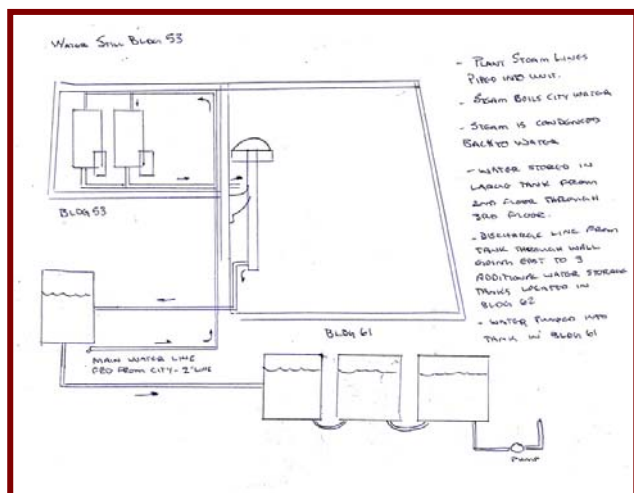 WATER STILL BLDG 53
- PLANT STEAM LINES
PIPED INTO UNIT.
- STEAM BOILS CITY WATER
- STEAM IS CONDENSED
BACK TO WATER
- WATER STORED IN
LARGE TANK FROM
2ND FLOOR THROUGH
3RD FLOOR.
- DISCHARGE LINE FROM
TANK THROUGH WALL
GOING EAST TO 3
ADDITIONAL WATER STORAGE
TANKS LOCATED IN
BLDG 62
- WATER PUMPED INTO
TANK IN BLDG 61
BLDG 53
BLDG 61
MAIN WATER LINE
FED FROM CITY - 2" LINE
PUMP